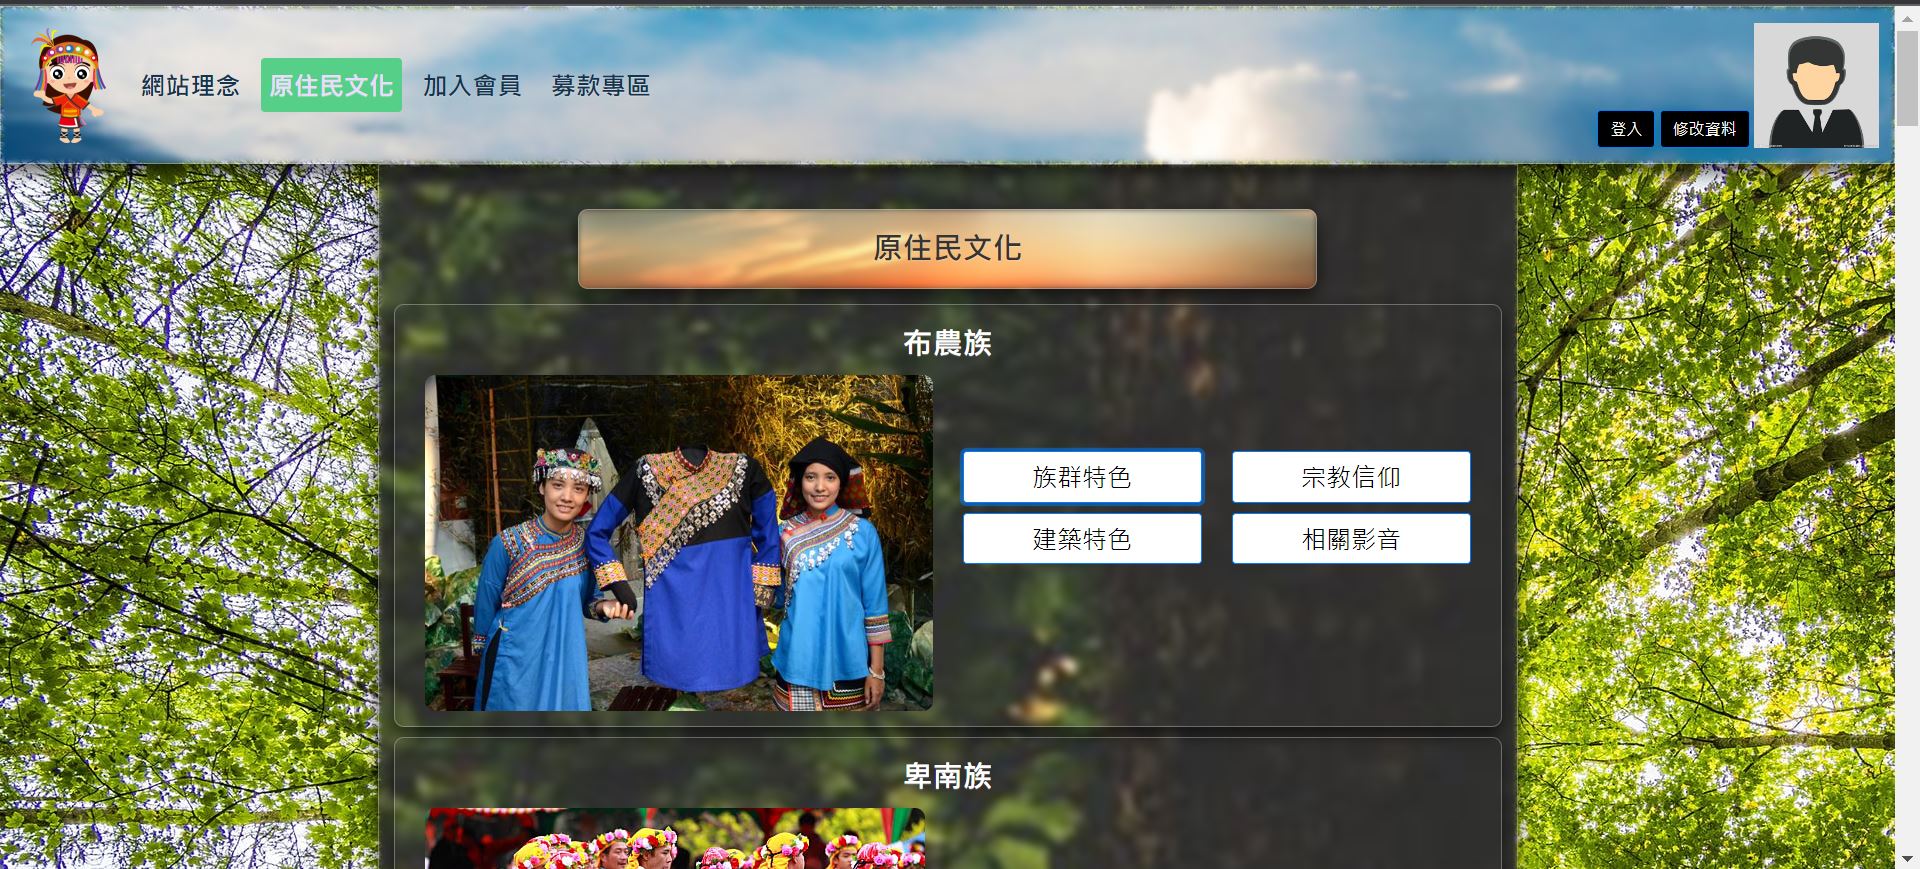 網站理念
原住民文化
加入會員
募款專區
登入
修改資料
原住民文化
布農族
族群特色
宗教信仰
建築特色
相關影音
卑南族